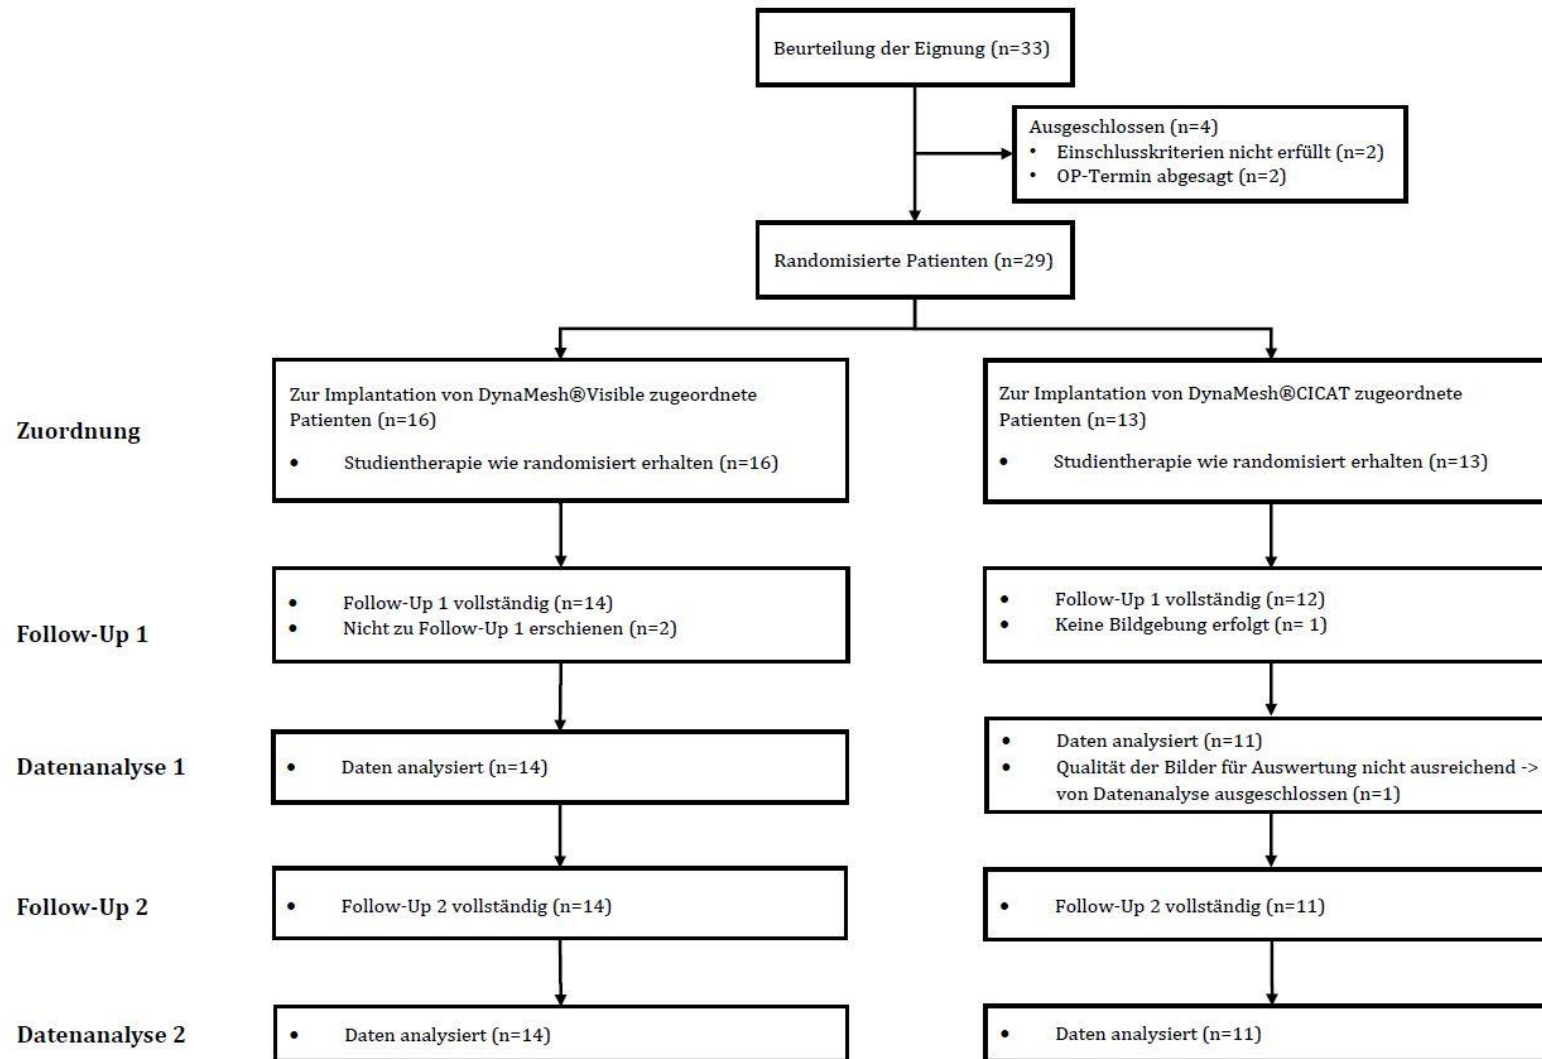 Beurteilung der Eignung (n=33)
Ausgeschlossen (n=4)
• Einschlusskriterien nicht erfüllt (n=2)
• OP-Termin abgesagt (n=2)
Randomisierte Patienten (n=29)
Zuordnung
Zur Implantation von DynaMesh®Visible zugeordnete
Patienten (n=16)
• Studientherapie wie randomisiert erhalten (n=16)
Zur Implantation von DynaMesh®CICAT zugeordnete
Patienten (n=13)
• Studientherapie wie randomisiert erhalten (n=13)
Follow-Up 1
• Follow-Up 1 vollständig (n=14)
• Nicht zu Follow-Up 1 erschienen (n=2)
• Follow-Up 1 vollständig (n=12)
• Keine Bildgebung erfolgt (n= 1)
Datenanalyse 1
• Daten analysiert (n=14)
• Daten analysiert (n=11)
• Qualität der Bilder für Auswertung nicht ausreichend ->
von Datenanalyse ausgeschlossen (n=1)
Follow-Up 2
• Follow-Up 2 vollständig (n=14)
• Follow-Up 2 vollständig (n=11)
Datenanalyse 2
• Daten analysiert (n=14)
• Daten analysiert (n=11)